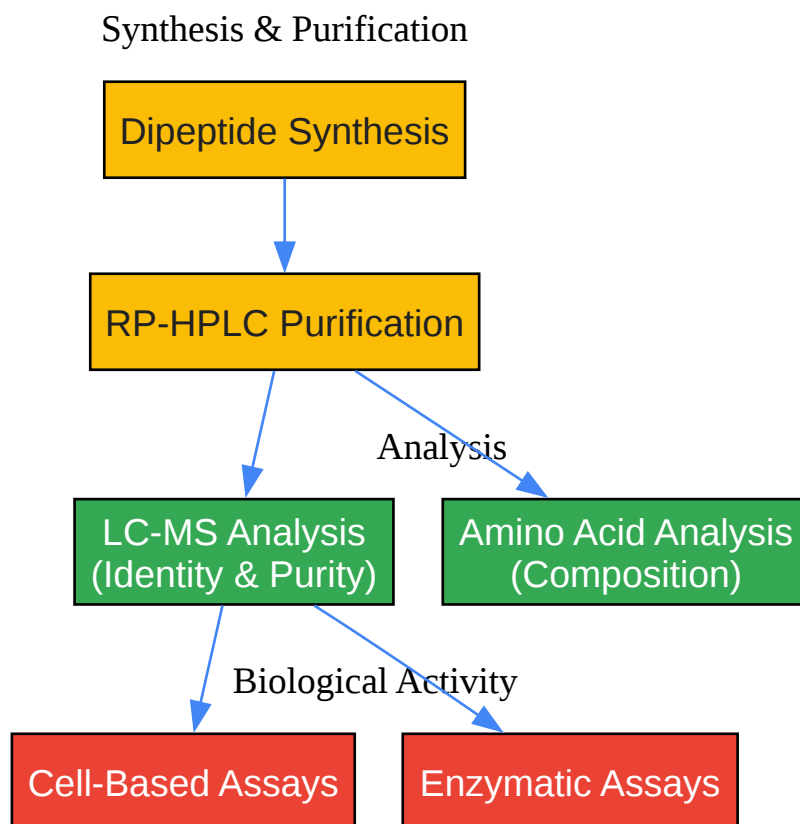 Synthesis & Purification
Dipeptide Synthesis
RP-HPLC Purification
Analysis
LC-MS Analysis
(Identity & Purity)
Amino Acid Analysis
(Composition)
Biological Activity
Cell-Based Assays
Enzymatic Assays